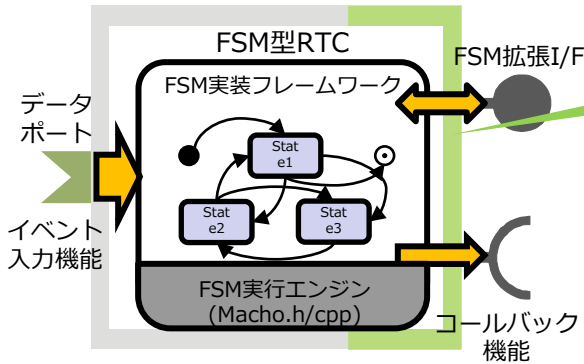 FSM型RTC
FSM拡張I/F
FSM実装フレームワーク
データ
ポート
Stat
e1
Stat
e2
Stat
e3
イベント
入力機能
FSM実行エンジン
(Macho.h/cpp)
コールバック
機能